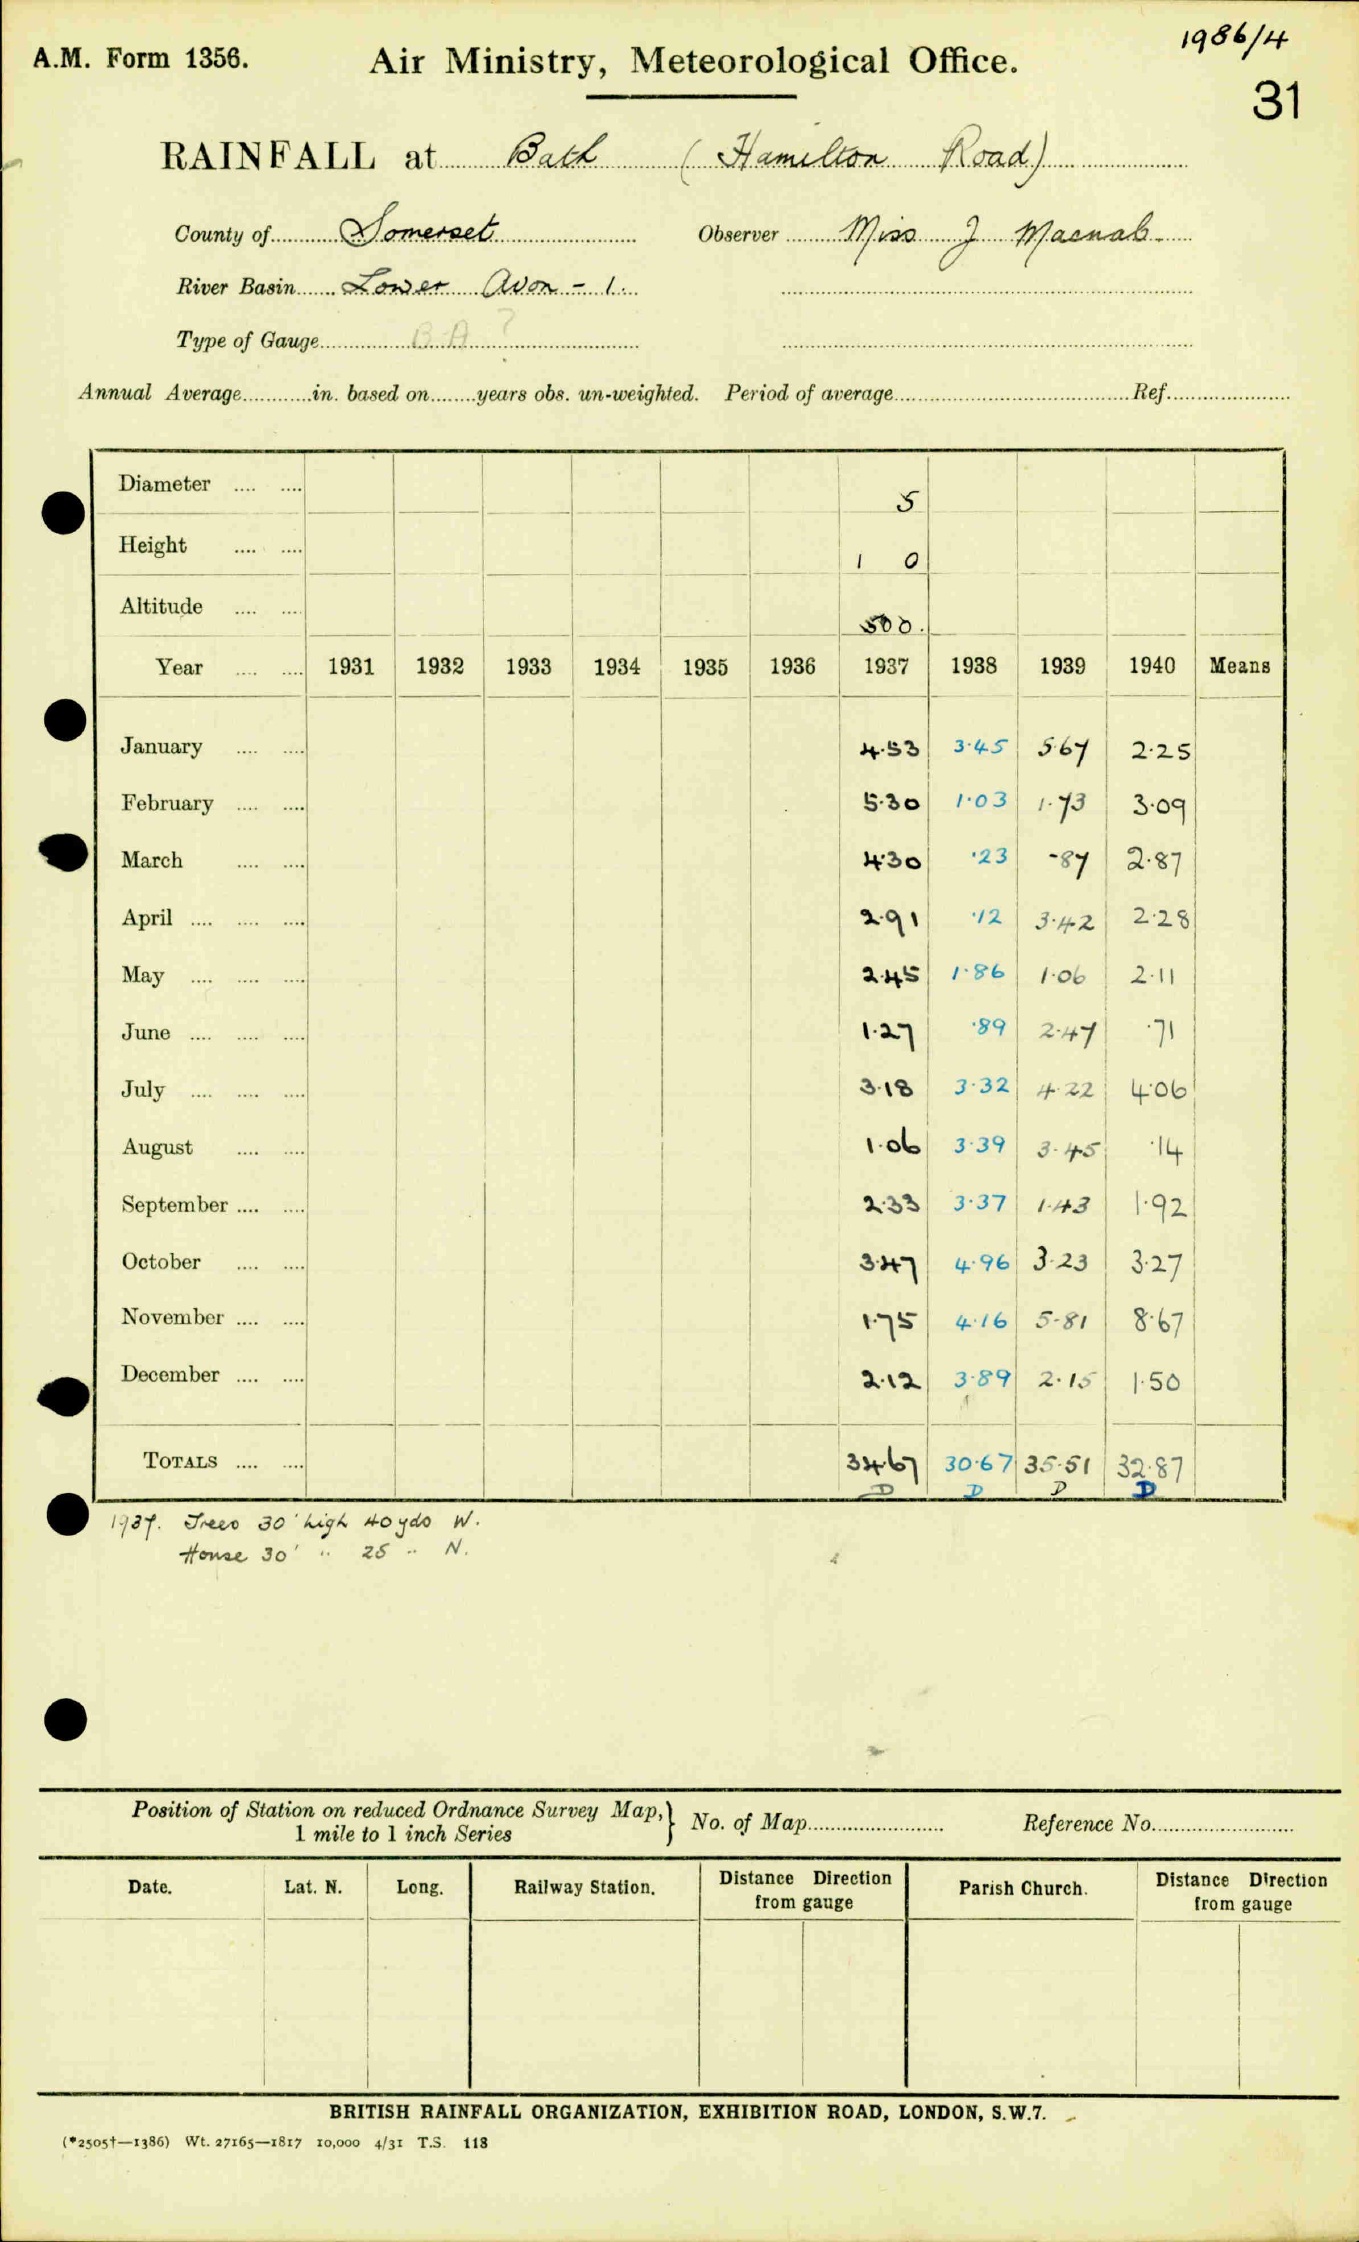 1986/4
A.M. Form 1356. Air Ministry, Meteorological Office.
31
RAINFALL at Bath (Hamilton Road)
County of Somerset Observer Miss J Macnab
River Basin Lower Avon - 1.
Type of Gauge B.A ?
Annual Average in. based on years obs. un-weighted. Period of average Ref.
Diameter 5
Height 1 0
Altitude 500.
Year 1931 1932 1933 1934 1935 1936 1937 1938 1939 1940 Means
January 4.53 3.45 5.67 2.25
February 5.30 1.03 1.73 3.09
March 4.30 .23 .87 2.87
April 2.91 .12 3.42 2.28
May 2.45 1.86 1.06 2.11
June 1.27 .89 2.47 .71
July 3.18 3.32 4.22 4.06
August 1.06 3.39 3.45 .14
September 2.33 3.37 1.43 1.92
October 3.47 4.96 3.23 3.27
November 1.75 4.16 5.81 8.67
December 2.12 3.89 2.15 1.50
TOTALS 34.67 30.67 35.51 32.87
D D D D
1937. Trees 30' high 40 yds W.
House 30' " 25 " N.
Position of Station on reduced Ordnance Survey Map,} No. of Map Reference No.
1 mile to 1 inch Series
Date. Lat. N. Long. Railway Station. Distance Direction from gauge Parish Church. Distance Direction from gauge
BRITISH RAINFALL ORGANIZATION, EXHIBITION ROAD, LONDON, S.W.7.
(*2505†—1386) Wt. 27165—1817 10,000 4/31 T.S. 118